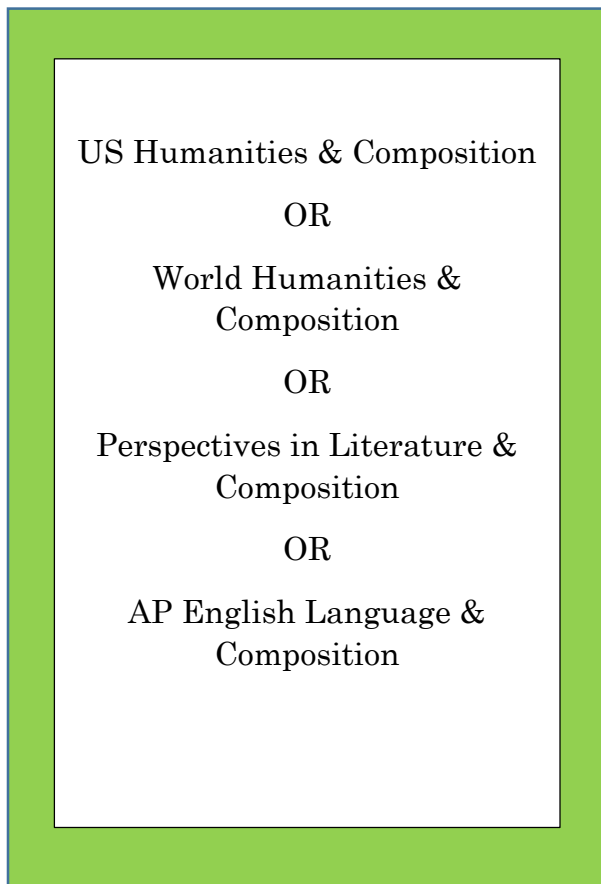 US Humanities & Composition
OR
World Humanities &
Composition
OR
Perspectives in Literature &
Composition
OR
AP English Language &
Composition